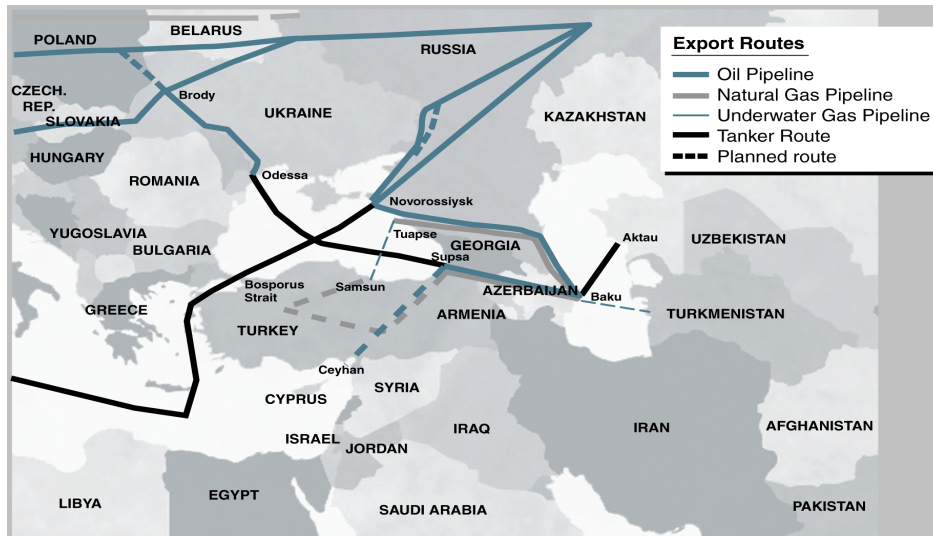 POLAND
BELARUS
RUSSIA
CZECH.
REP.
SLOVAKIA
Brody
UKRAINE
KAZAKHSTAN
HUNGARY
ROMANIA
Odessa
Novorossiysk
YUGOSLAVIA
BULGARIA
Tuapse
GEORGIA
Supsa
Aktau
UZBEKISTAN
Bosporus
Strait
Samsun
AZERBAIJAN
Baku
GREECE
TURKEY
ARMENIA
TURKMENISTAN
Ceyhan
CYPRUS
SYRIA
ISRAEL
JORDAN
IRAQ
IRAN
AFGHANISTAN
LIBYA
EGYPT
SAUDI ARABIA
PAKISTAN
Export Routes
Oil Pipeline
Natural Gas Pipeline
Underwater Gas Pipeline
Tanker Route
Planned route